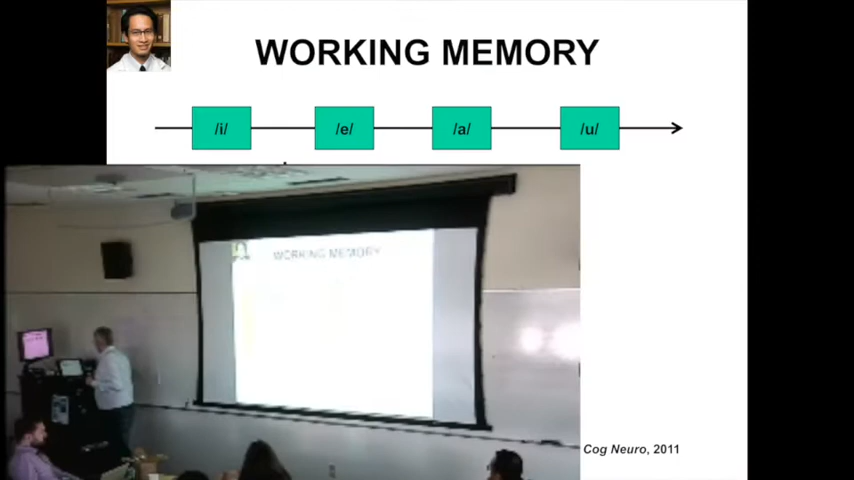 WORKING MEMORY
/i/ /e/ /a/ /u/
WORKING MEMORY
Cog Neuro, 2011